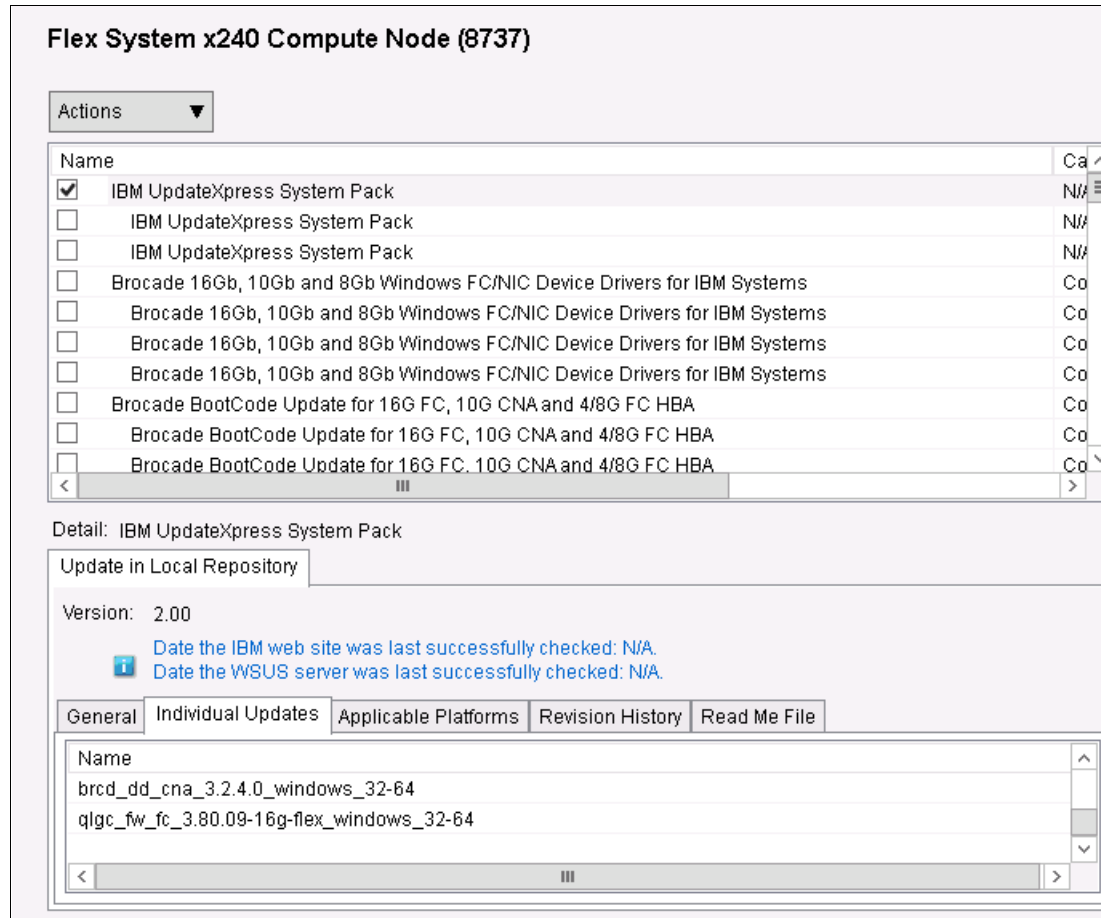 Flex System x240 Compute Node (8737)
Actions
Name Ca
IBM UpdateXpress System Pack N/A
IBM UpdateXpress System Pack N/A
IBM UpdateXpress System Pack N/A
Brocade 16Gb, 10Gb and 8Gb Windows FC/NIC Device Drivers for IBM Systems Co
Brocade 16Gb, 10Gb and 8Gb Windows FC/NIC Device Drivers for IBM Systems Co
Brocade 16Gb, 10Gb and 8Gb Windows FC/NIC Device Drivers for IBM Systems Co
Brocade 16Gb, 10Gb and 8Gb Windows FC/NIC Device Drivers for IBM Systems Co
Brocade BootCode Update for 16G FC, 10G CNA and 4/8G FC HBA Co
Brocade BootCode Update for 16G FC, 10G CNA and 4/8G FC HBA Co
Brocade BootCode Update for 16G FC, 10G CNA and 4/8G FC HBA Co
Detail: IBM UpdateXpress System Pack
Update in Local Repository
Version: 2.00
Date the IBM web site was last successfully checked: N/A.
Date the WSUS server was last successfully checked: N/A.
General Individual Updates Applicable Platforms Revision History Read Me File
Name
brcd_dd_cna_3.2.4.0_windows_32-64
qlgc_fw_fc_3.80.09-16g-flex_windows_32-64